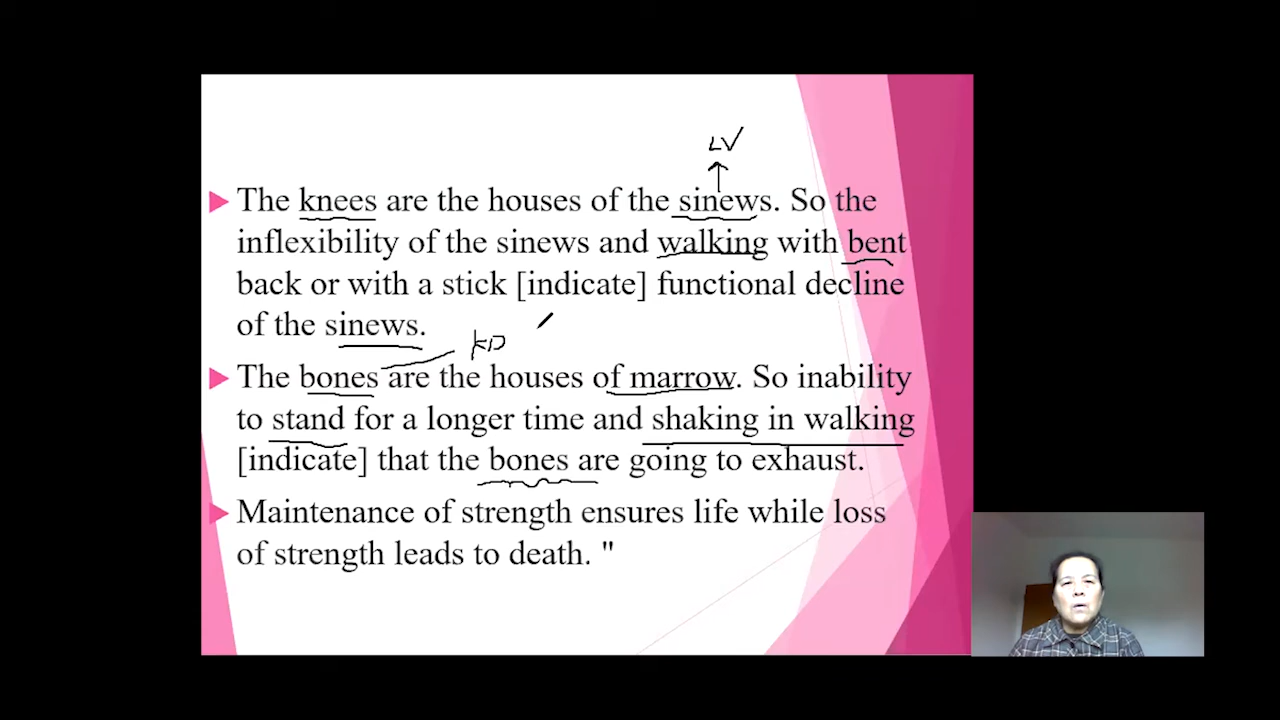 LV
The knees are the houses of the sinews. So the
inflexibility of the sinews and walking with bent
back or with a stick [indicate] functional decline
of the sinews.
KD
The bones are the houses of marrow. So inability
to stand for a longer time and shaking in walking
[indicate] that the bones are going to exhaust.
Maintenance of strength ensures life while loss
of strength leads to death. "